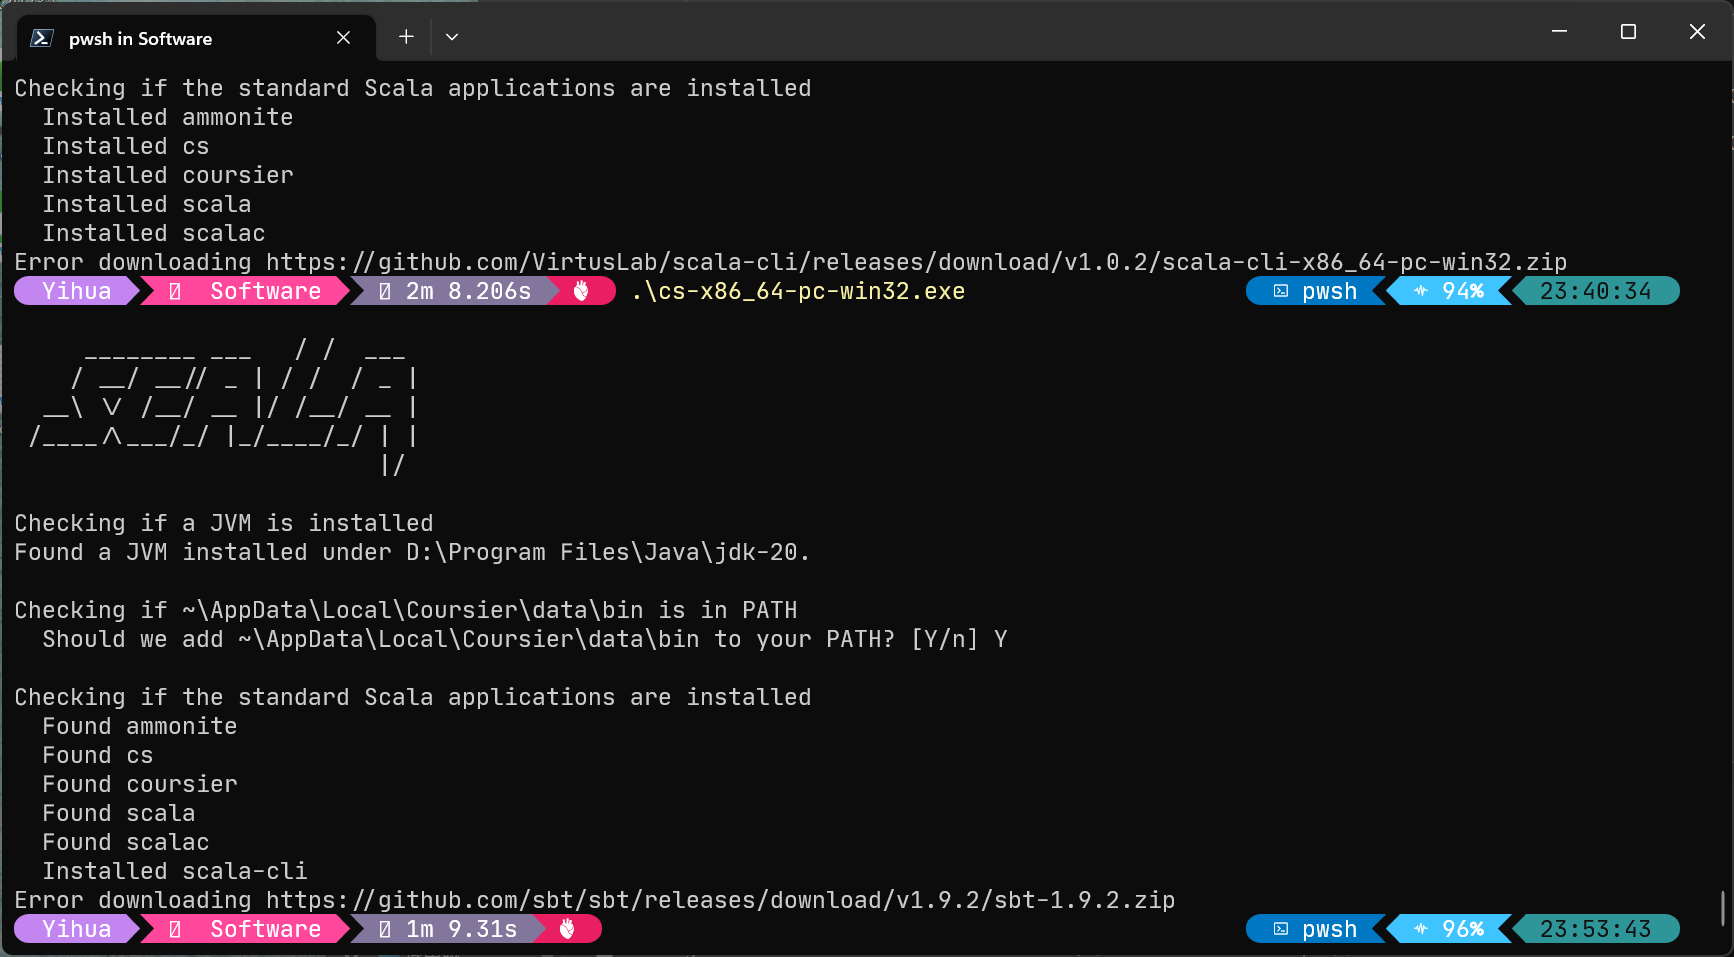 pwsh in Software
Checking if the standard Scala applications are installed
  Installed ammonite
  Installed cs
  Installed coursier
  Installed scala
  Installed scalac
Error downloading https://github.com/VirtusLab/scala-cli/releases/download/v1.0.2/scala-cli-x86_64-pc-win32.zip
Yihua Software 2m 8.206s .\cs-x86_64-pc-win32.exe pwsh 94% 23:40:34
     ________ ___   / /  ___
    / __/ __// _ | / /  / _ |
  __\ \/ /__/ __ |/ /__/ __ |
 /____/\___/_/ |_/____/_/ | |
                          |/
Checking if a JVM is installed
Found a JVM installed under D:\Program Files\Java\jdk-20.
Checking if ~\AppData\Local\Coursier\data\bin is in PATH
  Should we add ~\AppData\Local\Coursier\data\bin to your PATH? [Y/n] Y
Checking if the standard Scala applications are installed
  Found ammonite
  Found cs
  Found coursier
  Found scala
  Found scalac
  Installed scala-cli
Error downloading https://github.com/sbt/sbt/releases/download/v1.9.2/sbt-1.9.2.zip
Yihua Software 1m 9.31s pwsh 96% 23:53:43